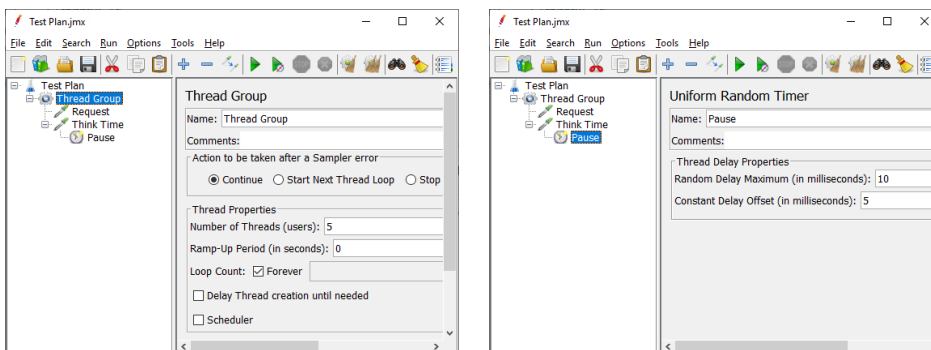 Test Plan.jmx
File Edit Search Run Options Tools Help
Test Plan
Thread Group
Request
Think Time
Pause
Thread Group
Name: Thread Group
Comments:
Action to be taken after a Sampler error
Continue Start Next Thread Loop Stop
Thread Properties
Number of Threads (users): 5
Ramp-Up Period (in seconds): 0
Loop Count: Forever
Delay Thread creation until needed
Scheduler
Test Plan.jmx
File Edit Search Run Options Tools Help
Test Plan
Thread Group
Request
Think Time
Pause
Uniform Random Timer
Name: Pause
Comments:
Thread Delay Properties
Random Delay Maximum (in milliseconds): 10
Constant Delay Offset (in milliseconds): 5